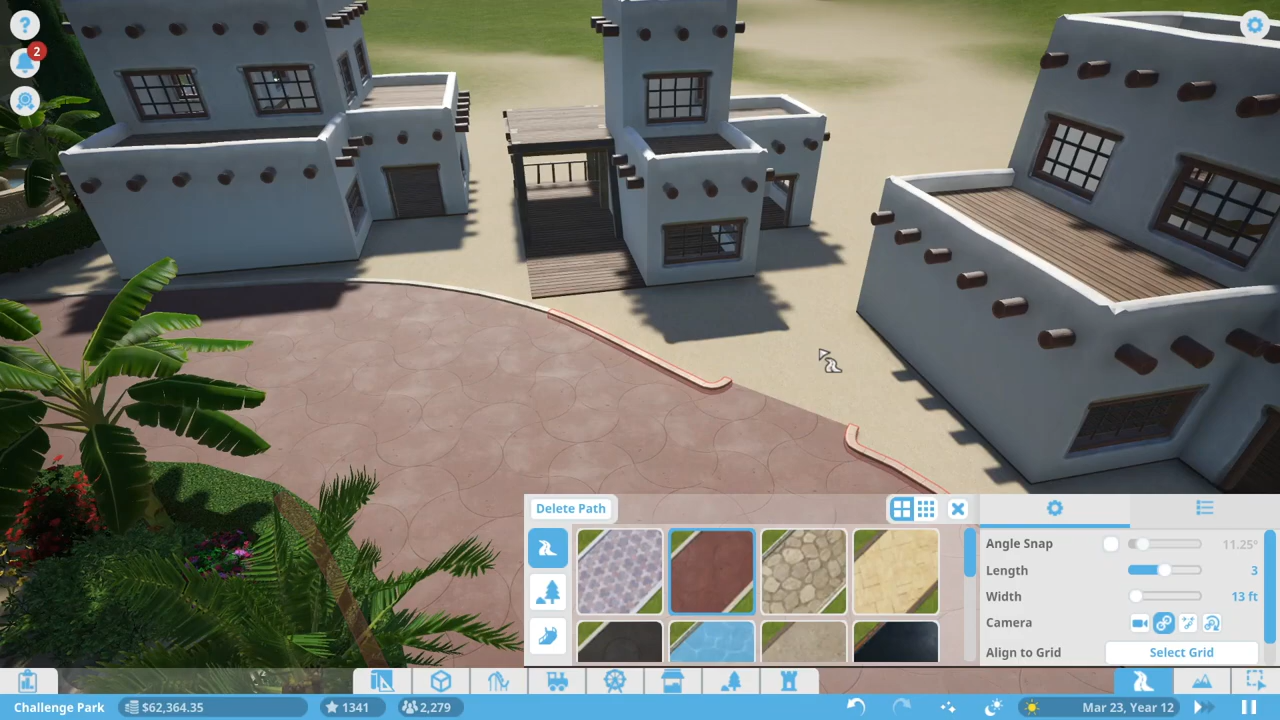 ?
2
Delete Path
Angle Snap 11.25°
Length 3
Width 13 ft
Camera
Align to Grid Select Grid
Challenge Park $62,364.35 1341 2,279 Mar 23, Year 12